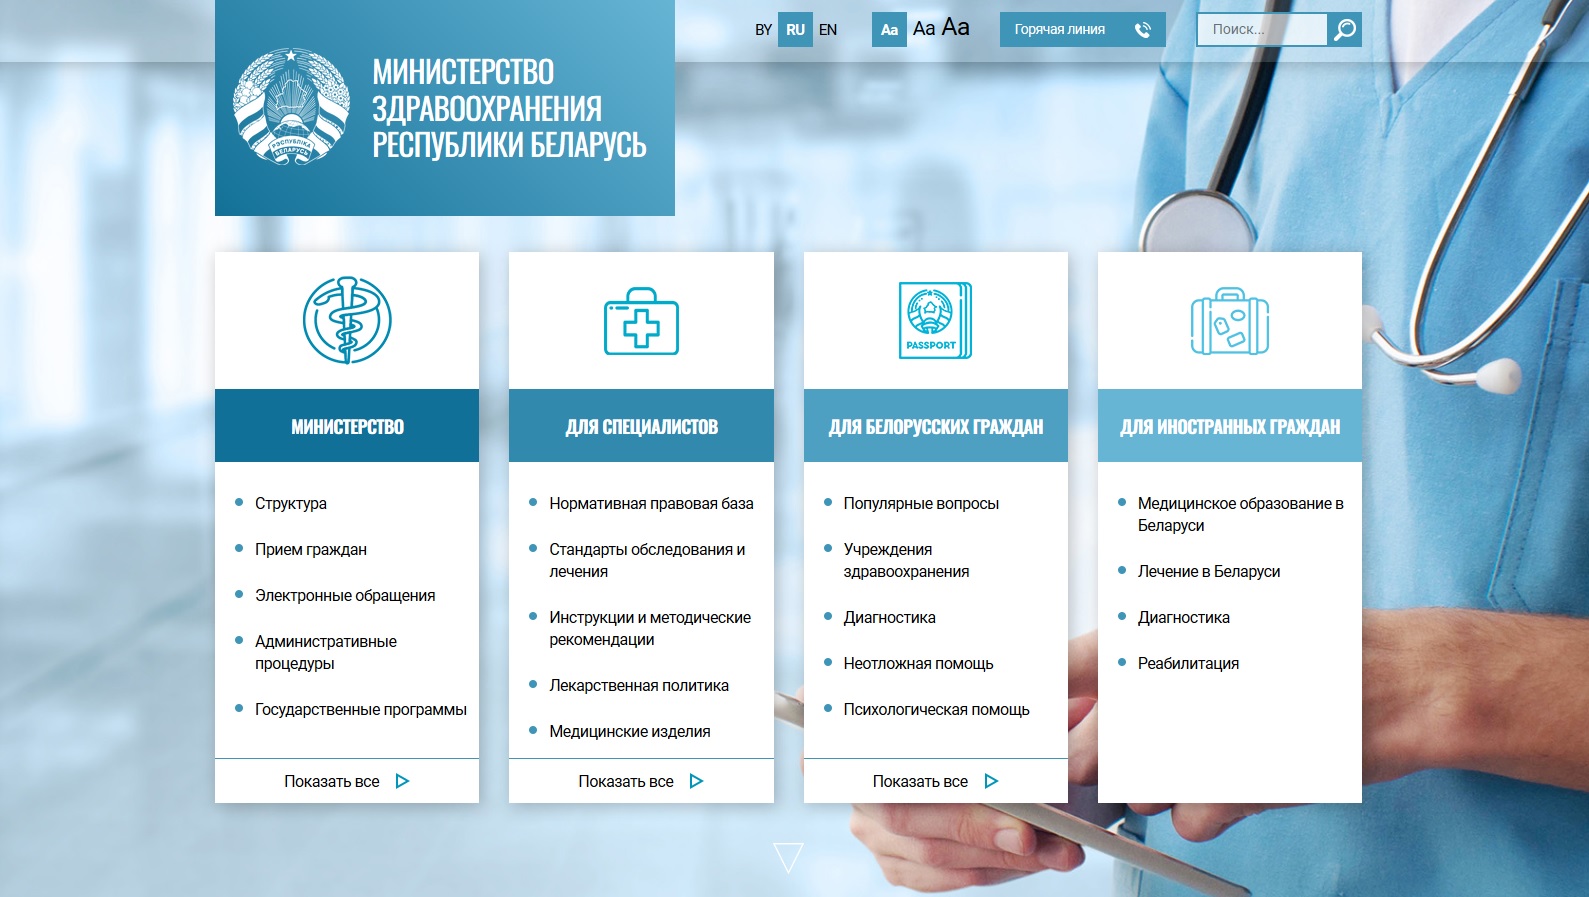 BY RU EN Aa Aa Aa Горячая линия Поиск...
МИНИСТЕРСТВО
ЗДРАВООХРАНЕНИЯ
РЕСПУБЛИКИ БЕЛАРУСЬ
РЭСПУБЛІКА
БЕЛАРУСЬ
PASSPORT
МИНИСТЕРСТВО
Структура
Прием граждан
Электронные обращения
Административные
процедуры
Государственные программы
Показать все
ДЛЯ СПЕЦИАЛИСТОВ
Нормативная правовая база
Стандарты обследования и
лечения
Инструкции и методические
рекомендации
Лекарственная политика
Медицинские изделия
Показать все
ДЛЯ БЕЛОРУССКИХ ГРАЖДАН
Популярные вопросы
Учреждения
здравоохранения
Диагностика
Неотложная помощь
Психологическая помощь
Показать все
ДЛЯ ИНОСТРАННЫХ ГРАЖДАН
Медицинское образование в
Беларуси
Лечение в Беларуси
Диагностика
Реабилитация